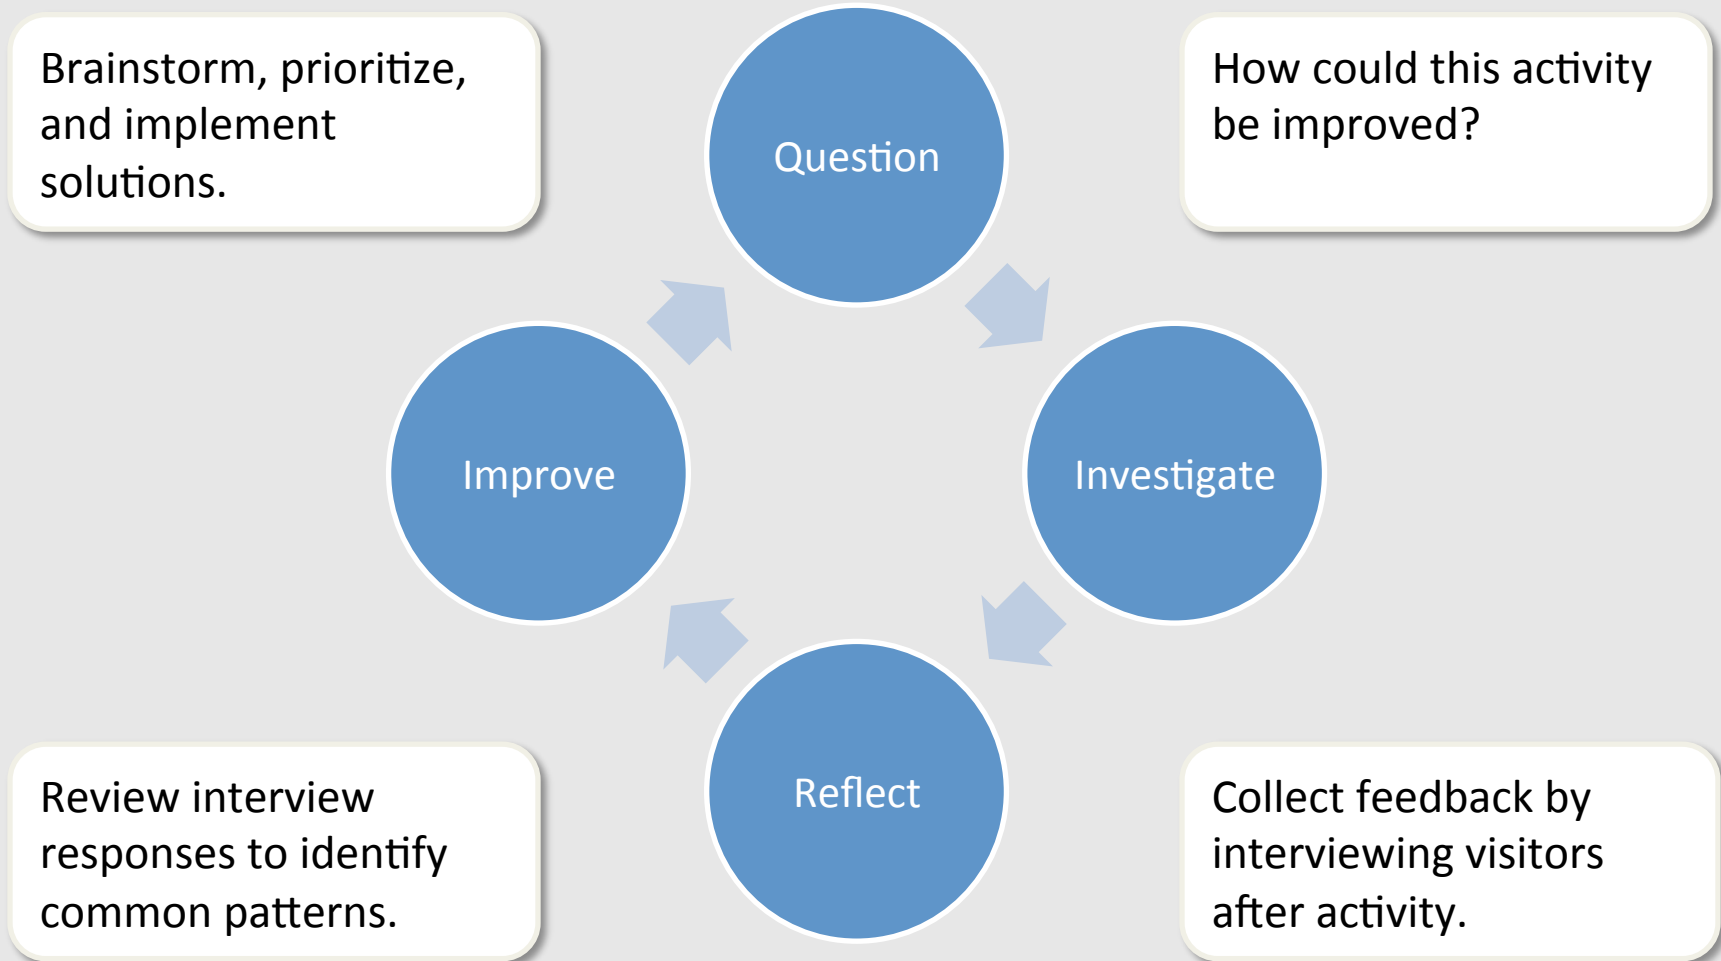 Brainstorm, prioritize,
and implement
solutions.
Question
How could this activity
be improved?
Improve
Investigate
Review interview
responses to identify
common patterns.
Reflect
Collect feedback by
interviewing visitors
after activity.